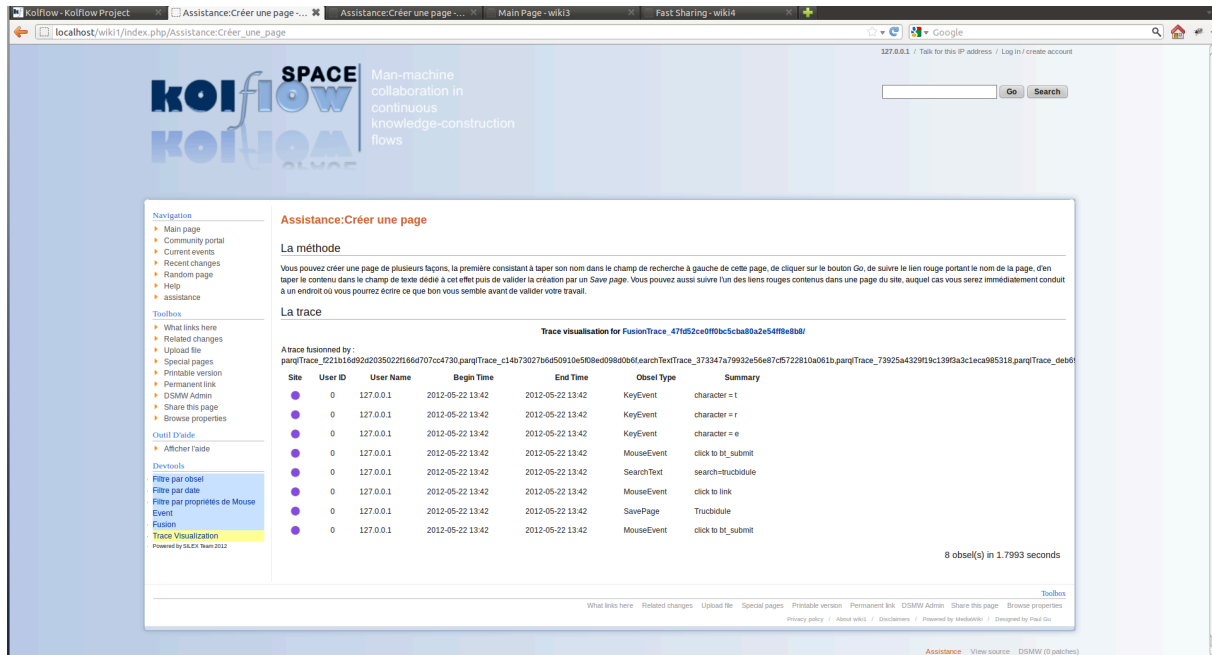 Kolflow - Kolflow Project
Assistance:Créer une page -...
Assistance:Créer une page -...
Main Page - wiki3
Fast Sharing - wiki4
localhost/wiki1/index.php/Assistance:Créer_une_page
Google
127.0.0.1 / Talk for this IP address / Log in / create account
kolflow SPACE
Man-machine
collaboration in
continuous
knowledge-construction
flows
Go Search
Navigation
Main page
Community portal
Current events
Recent changes
Random page
Help
assistance
Toolbox
What links here
Related changes
Upload file
Special pages
Printable version
Permanent link
DSMW Admin
Share this page
Browse properties
Outil D'aide
Afficher l'aide
Devtools
Filtre par obsel
Filtre par date
Filtre par propriétés de Mouse
Event
Fusion
Trace Visualization
Powered by SILEX Team 2012
Assistance:Créer une page
La méthode
Vous pouvez créer une page de plusieurs façons, la première consistant à taper son nom dans le champ de recherche à gauche de cette page, de cliquer sur le bouton Go, de suivre le lien rouge portant le nom de la page, d'en
taper le contenu dans le champ de texte dédié à cet effet puis de valider la création par un Save page. Vous pouvez aussi suivre l'un des liens rouges contenus dans une page du site, auquel cas vous serez immédiatement conduit
à un endroit où vous pourrez écrire ce que bon vous semble avant de valider votre travail.
La trace
Trace visualisation for FusionTrace_47fd52ce0ff0bc5cba80a2e54ff8e8b8/
A trace fusionned by :
parqlTrace_f221b16d92d2035022f166d707cc4730,parqlTrace_c14b73027b6d50910e5f08ed098d0b6f,earchTextTrace_373347a79932e56e87cf5722810a061b,parqlTrace_73925a4329f19c139f3a3c1eca985318,parqlTrace_deb69
Site User ID User Name Begin Time End Time Obsel Type Summary
0 127.0.0.1 2012-05-22 13:42 2012-05-22 13:42 KeyEvent character = t
0 127.0.0.1 2012-05-22 13:42 2012-05-22 13:42 KeyEvent character = r
0 127.0.0.1 2012-05-22 13:42 2012-05-22 13:42 KeyEvent character = e
0 127.0.0.1 2012-05-22 13:42 2012-05-22 13:42 MouseEvent click to bt_submit
0 127.0.0.1 2012-05-22 13:42 2012-05-22 13:42 SearchText search=trucbidule
0 127.0.0.1 2012-05-22 13:42 2012-05-22 13:42 MouseEvent click to link
0 127.0.0.1 2012-05-22 13:42 2012-05-22 13:42 SavePage Trucbidule
0 127.0.0.1 2012-05-22 13:42 2012-05-22 13:42 MouseEvent click to bt_submit
8 obsel(s) in 1.7993 seconds
Toolbox
What links here Related changes Upload file Special pages Printable version Permanent link DSMW Admin Share this page Browse properties
Privacy policy / About wiki1 / Disclaimers / Powered by MediaWiki / Designed by Paul Gu
Assistance View source DSMW (0 patches)